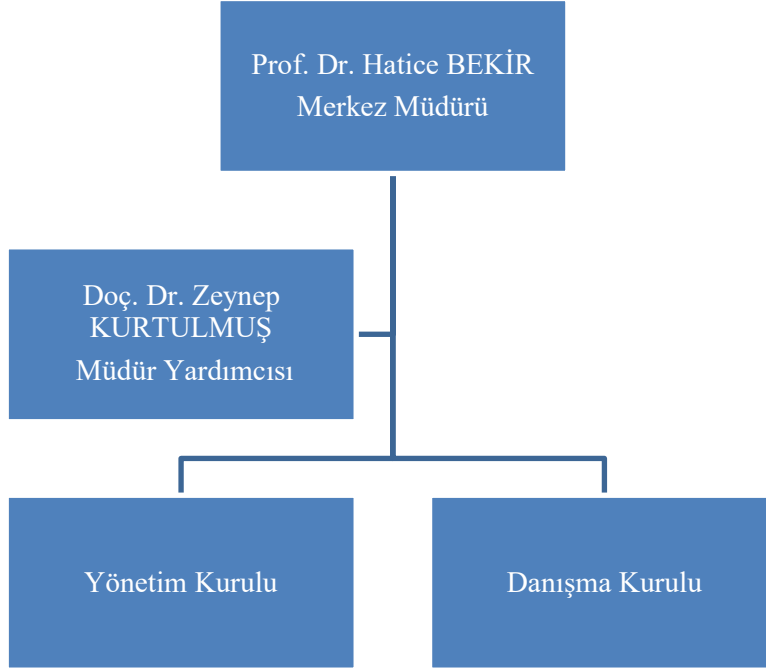 Prof. Dr. Hatice BEKİR
Merkez Müdürü
Doç. Dr. Zeynep
KURTULMUŞ
Müdür Yardımcısı
Yönetim Kurulu
Danışma Kurulu